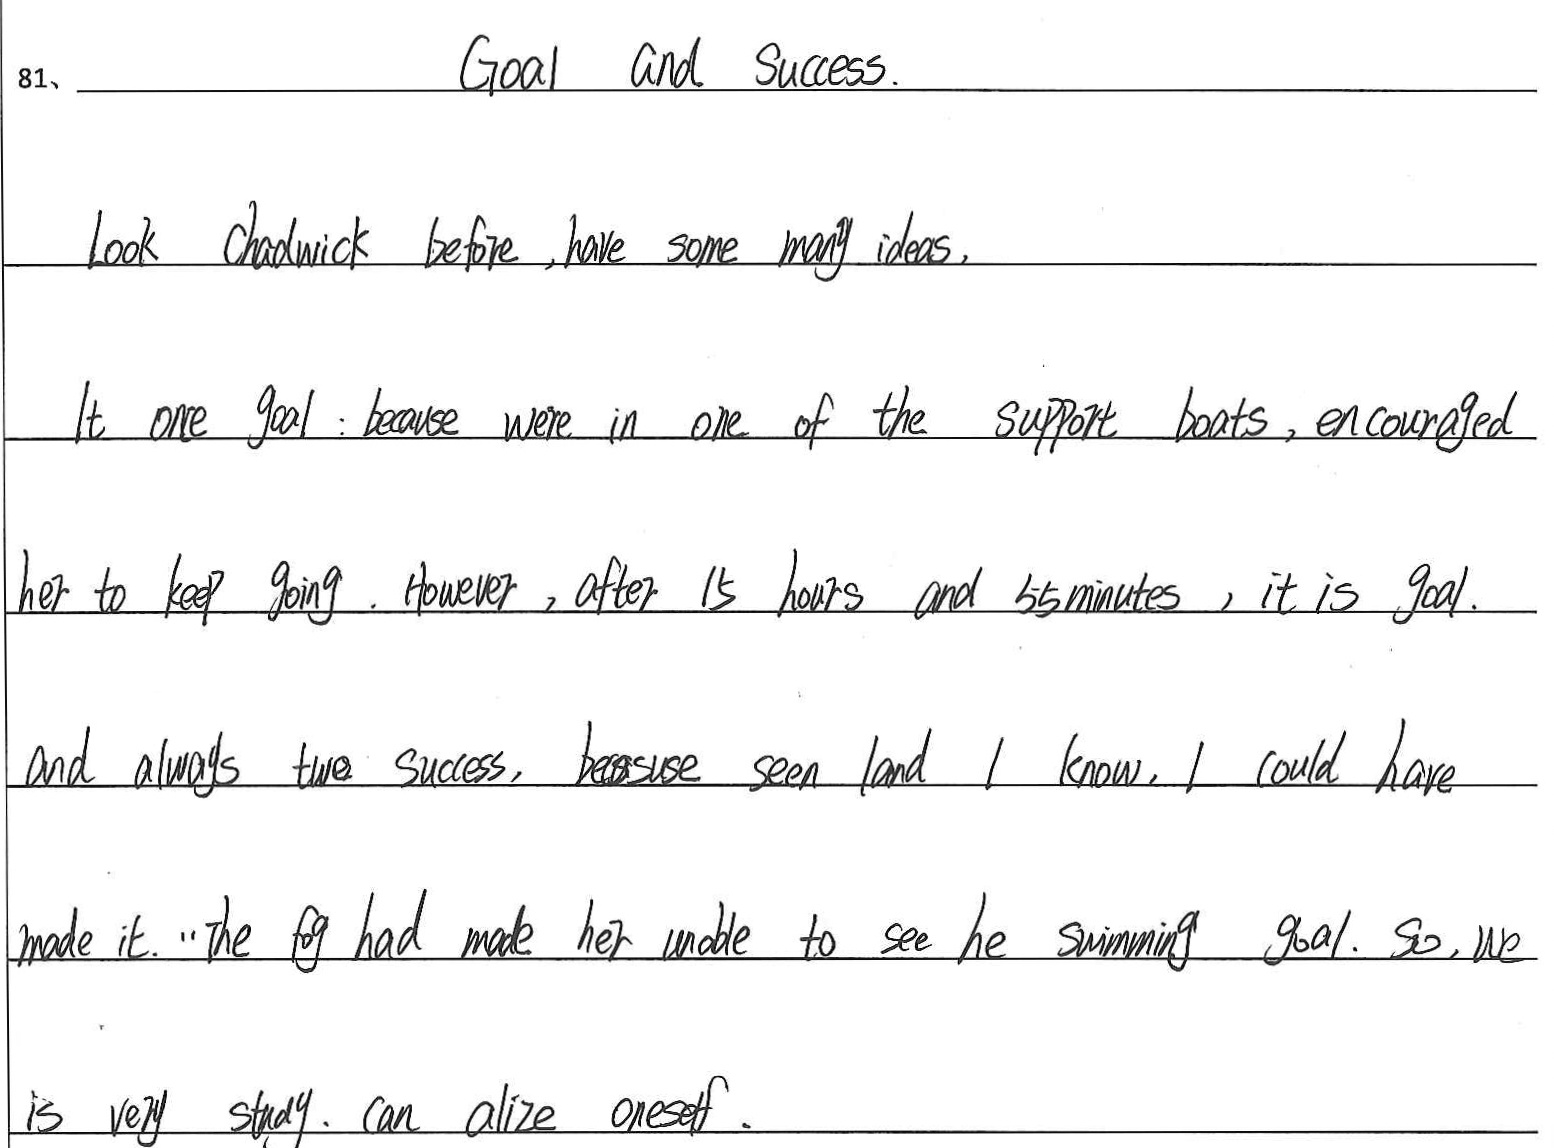 81、 Goal and Success.
Look Chadwick before, have some many ideas.
It one goal: because were in one of the support boats, encouraged
her to keep going. However, after 15 hours and 55 minutes, it is goal.
and always two success, becasuse seen land I know. I could have
made it. "The fog had made her unable to see he swimming goal. So, we
is very study. Can alize oneself.